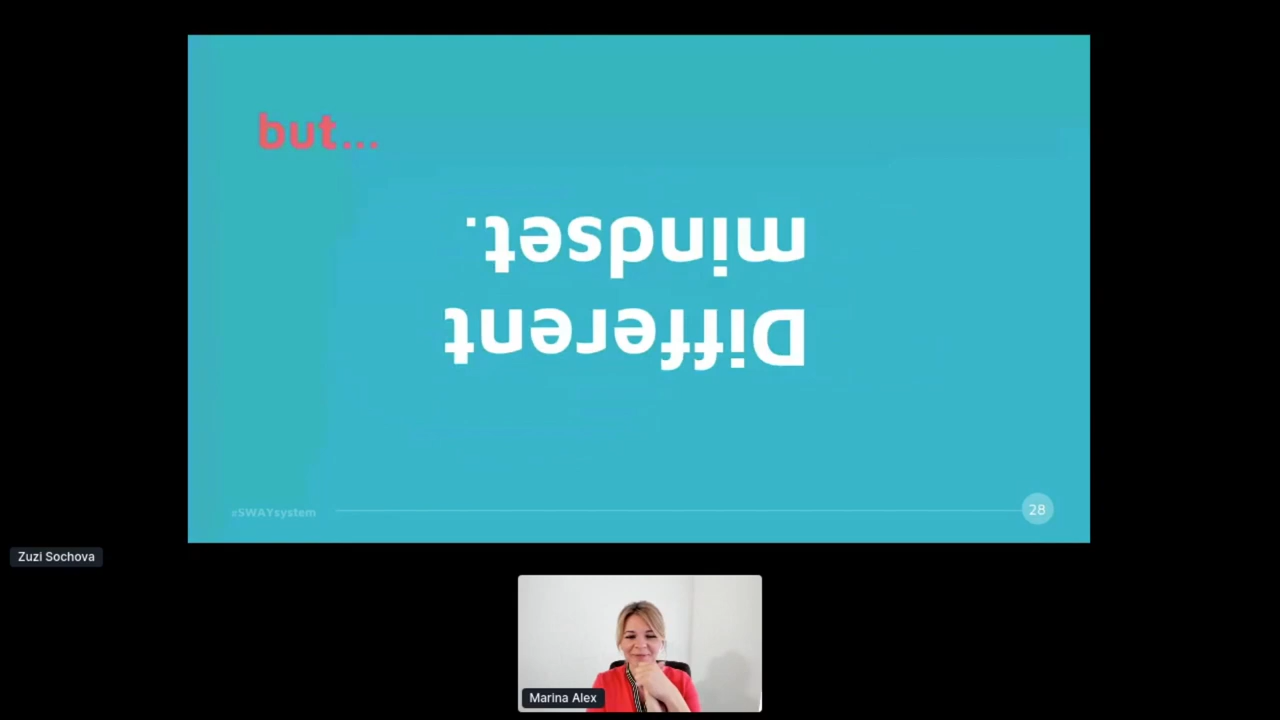 but...
Different
mindset.
#SWAYsystem
28
Zuzi Sochova
Marina Alex